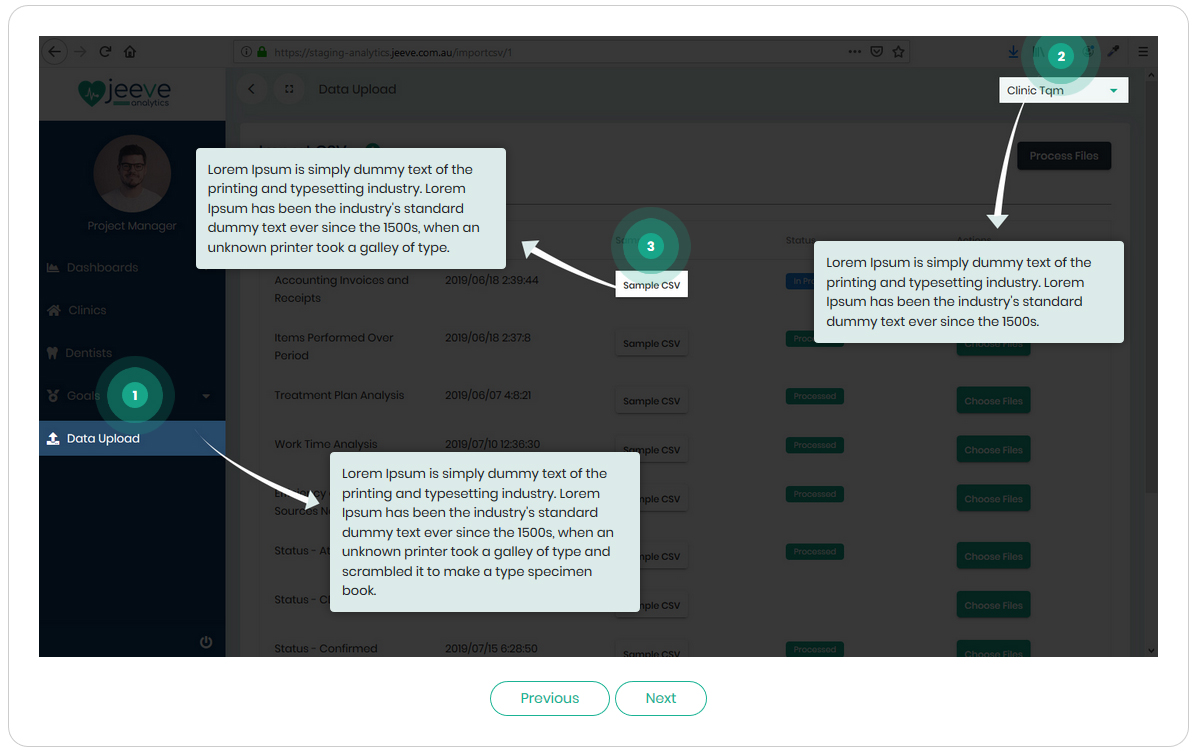 https://staging-analytics.jeeve.com.au/importcsv/1
2
jeeve
analytics
Data Upload
Clinic Tqm
Process Files
Lorem Ipsum is simply dummy text of the
printing and typesetting industry. Lorem
Ipsum has been the industry's standard
dummy text ever since the 1500s, when an
unknown printer took a galley of type.
Project Manager
Dashboards
Clinics
Dentists
Goals
1
Data Upload
3
Status
Accounting Invoices and
Receipts
2019/06/18 2:39:44
Sample CSV
Lorem Ipsum is simply dummy text of the
printing and typesetting industry. Lorem
Ipsum has been the industry's standard
dummy text ever since the 1500s.
Items Performed Over
Period
2019/06/18 2:37:8
Sample CSV
Choose Files
Treatment Plan Analysis
2019/06/07 4:8:21
Sample CSV
Processed
Choose Files
Work Time Analysis
2019/07/10 12:36:30
Sample CSV
Processed
Choose Files
Lorem Ipsum is simply dummy text of the
printing and typesetting industry. Lorem
Ipsum has been the industry's standard
dummy text ever since the 1500s, when an
unknown printer took a galley of type and
scrambled it to make a type specimen
book.
Sources
CSV
Processed
Choose Files
Status -
CSV
Processed
Choose Files
Status -
CSV
Choose Files
Status - Confirmed
2019/07/15 6:28:50
Sample CSV
Processed
Choose Files
Previous
Next